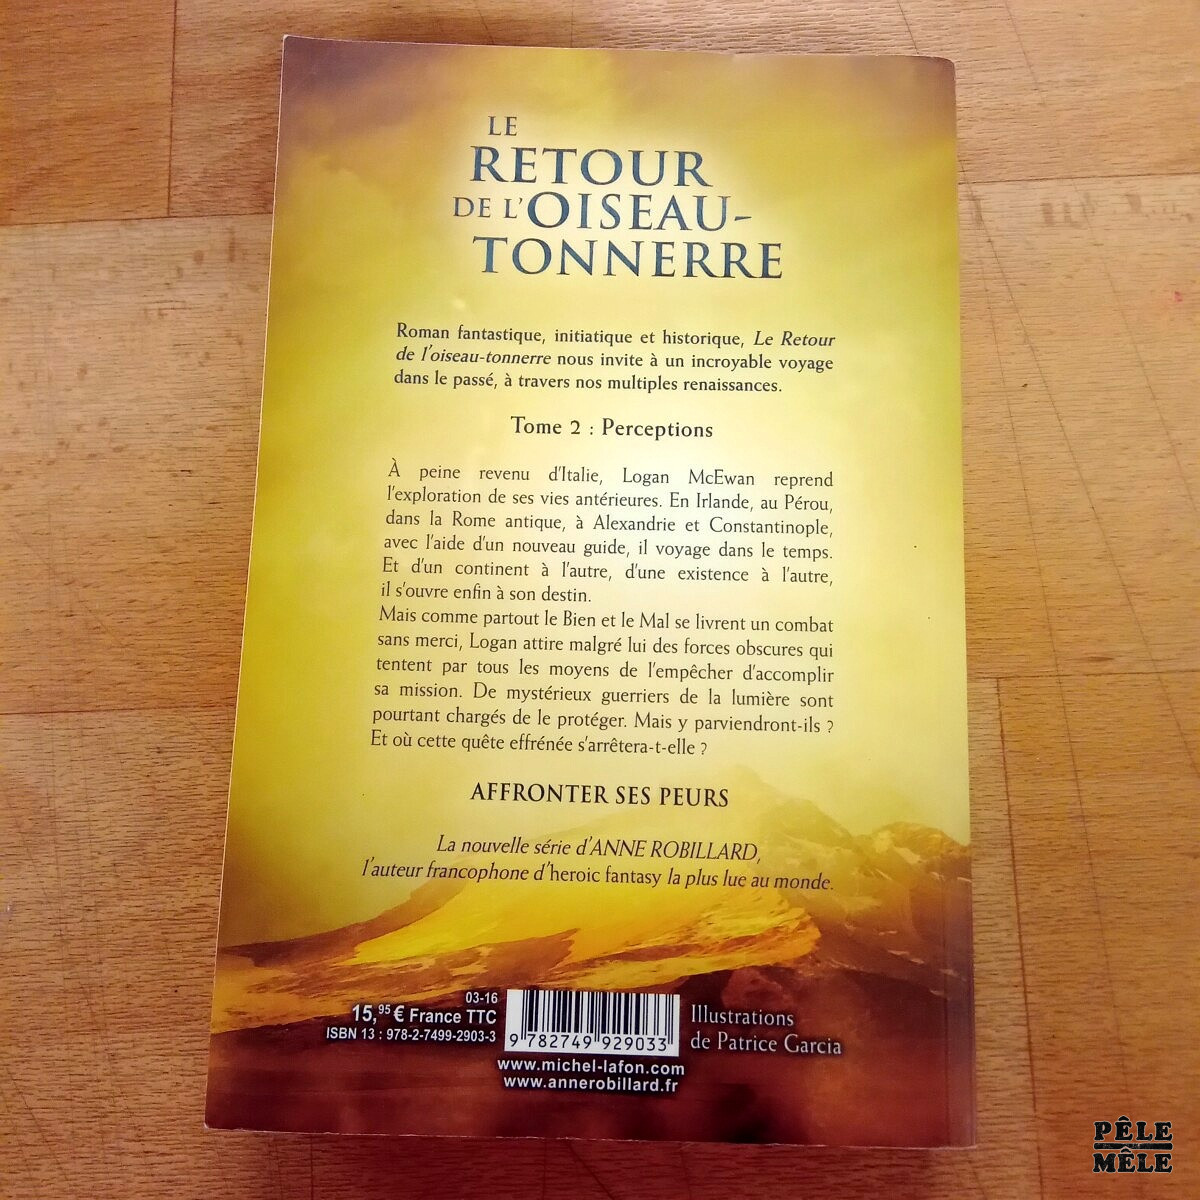 LE
RETOUR
DE L'OISEAU-
TONNERRE
Roman fantastique, initiatique et historique, Le Retour
de l'oiseau-tonnerre nous invite à un incroyable voyage
dans le passé, à travers nos multiples renaissances.
Tome 2 : Perceptions
À peine revenu d'Italie, Logan McEwan reprend
l'exploration de ses vies antérieures. En Irlande, au Pérou,
dans la Rome antique, à Alexandrie et Constantinople,
avec l'aide d'un nouveau guide, il voyage dans le temps.
Et d'un continent à l'autre, d'une existence à l'autre,
il s'ouvre enfin à son destin.
Mais comme partout le Bien et le Mal se livrent un combat
sans merci, Logan attire malgré lui des forces obscures qui
tentent par tous les moyens de l'empêcher d'accomplir
sa mission. De mystérieux guerriers de la lumière sont
pourtant chargés de le protéger. Mais y parviendront-ils ?
Et où cette quête effrénée s'arrêtera-t-elle ?
AFFRONTER SES PEURS
La nouvelle série d'ANNE ROBILLARD,
l'auteur francophone d'heroic fantasy la plus lue au monde.
03-16
15,95 € France TTC
ISBN 13 : 978-2-7499-2903-3
9 782749 929033
Illustrations
de Patrice Garcia
www.michel-lafon.com
www.annerobillard.fr
PÊLE
MÊLE